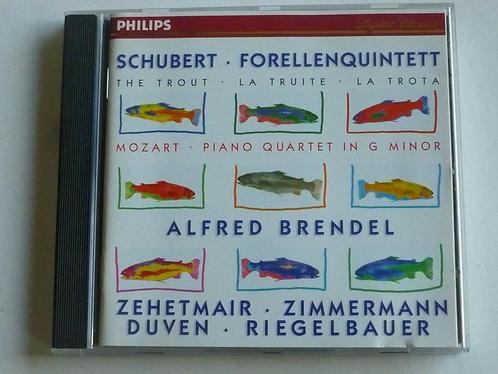 PHILIPS
Digital Classics
SCHUBERT · FORELLENQUINTETT
THE TROUT · LA TRUITE · LA TROTA
MOZART · PIANO QUARTET IN G MINOR
ALFRED BRENDEL
ZEHETMAIR · ZIMMERMANN
DUVEN · RIEGELBAUER